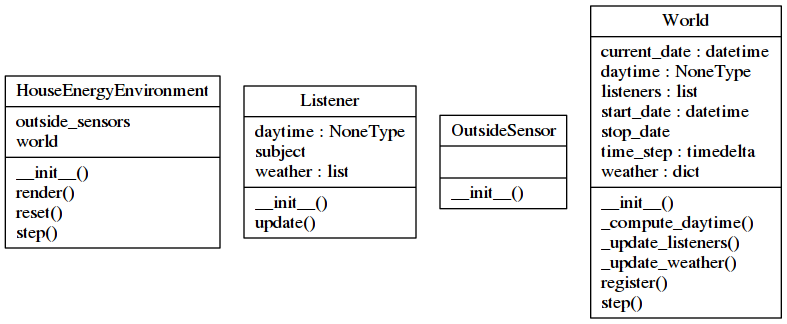 HouseEnergyEnvironment
outside_sensors
world
__init__()
render()
reset()
step()
Listener
daytime : NoneType
subject
weather : list
__init__()
update()
OutsideSensor
__init__()
World
current_date : datetime
daytime : NoneType
listeners : list
start_date : datetime
stop_date
time_step : timedelta
weather : dict
__init__()
_compute_daytime()
_update_listeners()
_update_weather()
register()
step()